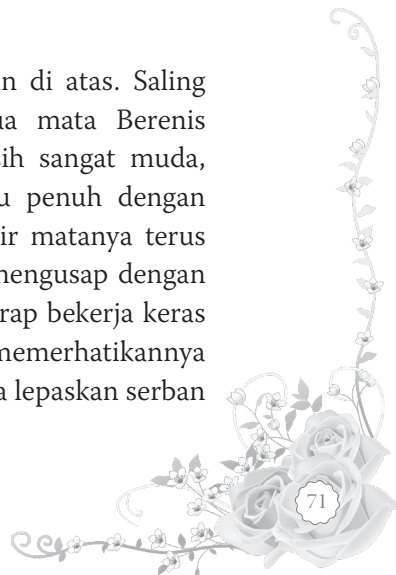 n di atas. Saling
ua mata Berenis
sih sangat muda,
u penuh dengan
ir matanya terus
mengusap dengan
rap bekerja keras
memerhatikannya
a lepaskan serban
71